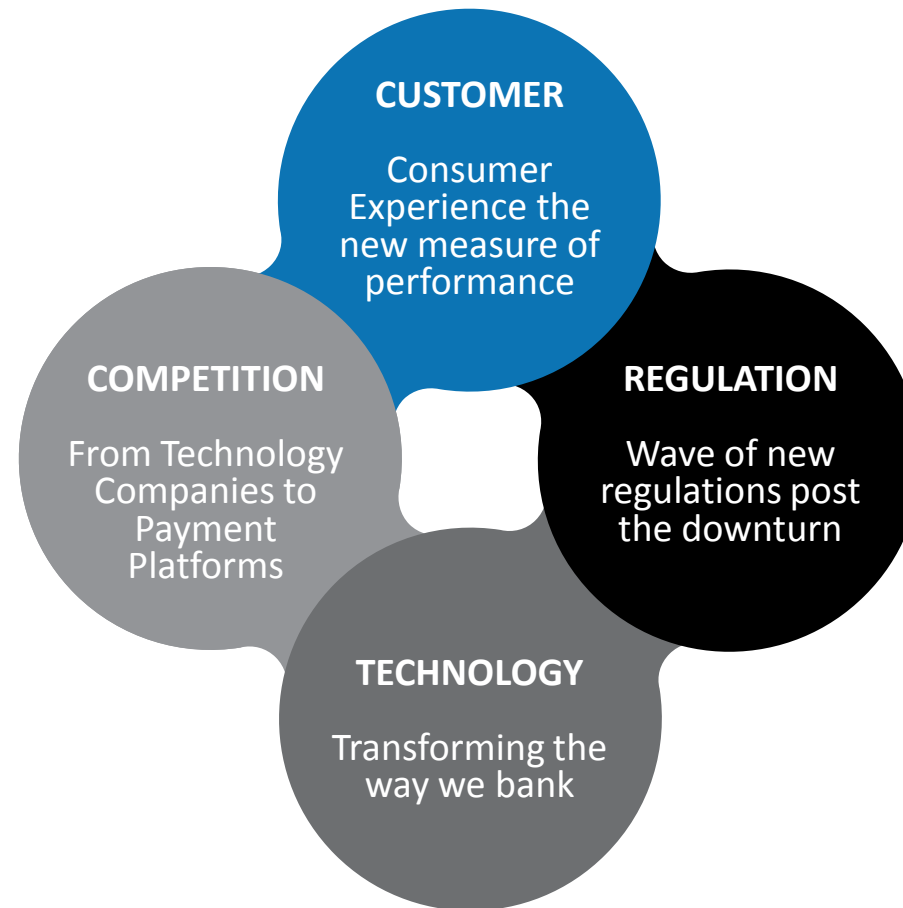 CUSTOMER
Consumer
Experience the
new measure of
performance
COMPETITION
From Technology
Companies to
Payment
Platforms
REGULATION
Wave of new
regulations post
the downturn
TECHNOLOGY
Transforming the
way we bank